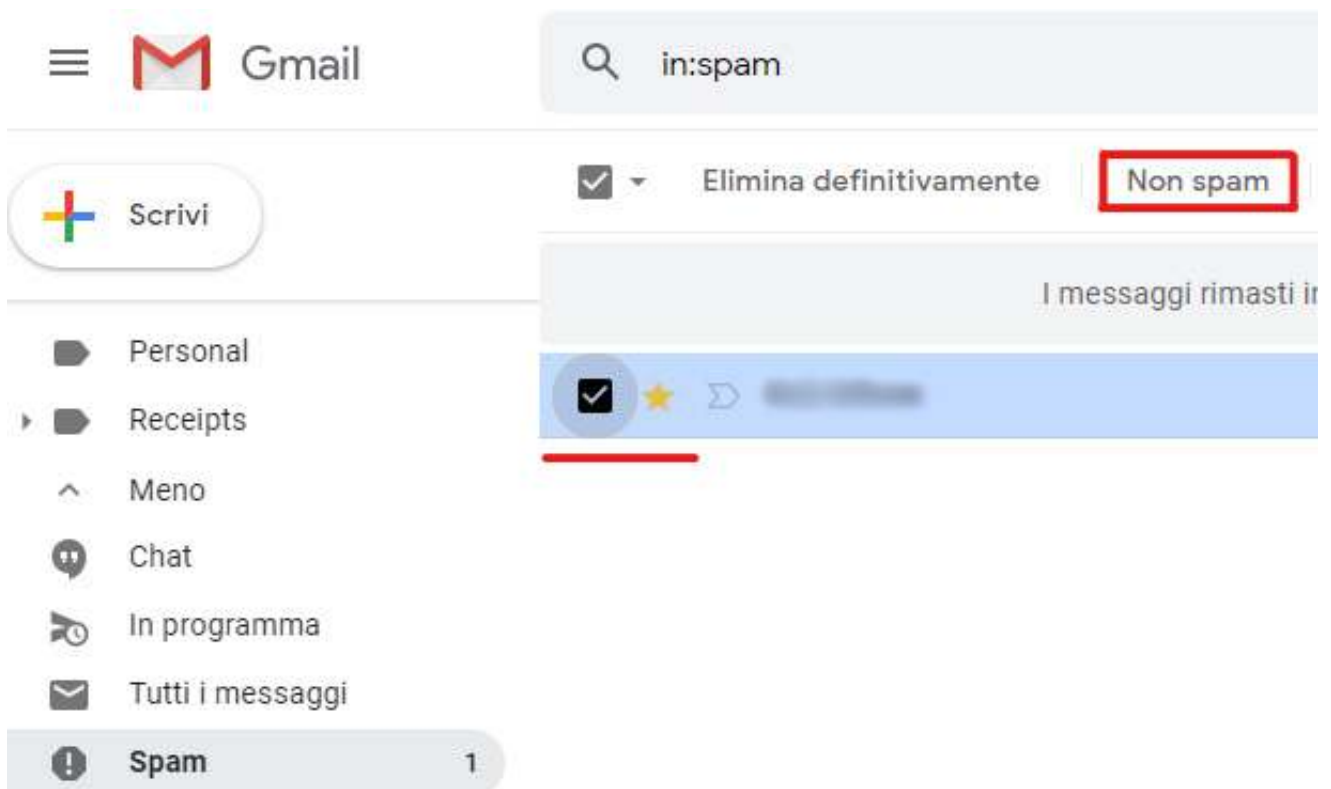 Gmail
in:spam
Scrivi
Elimina definitivamente
Non spam
I messaggi rimasti
Personal
Receipts
Meno
Chat
In programma
Tutti i messaggi
Spam 1